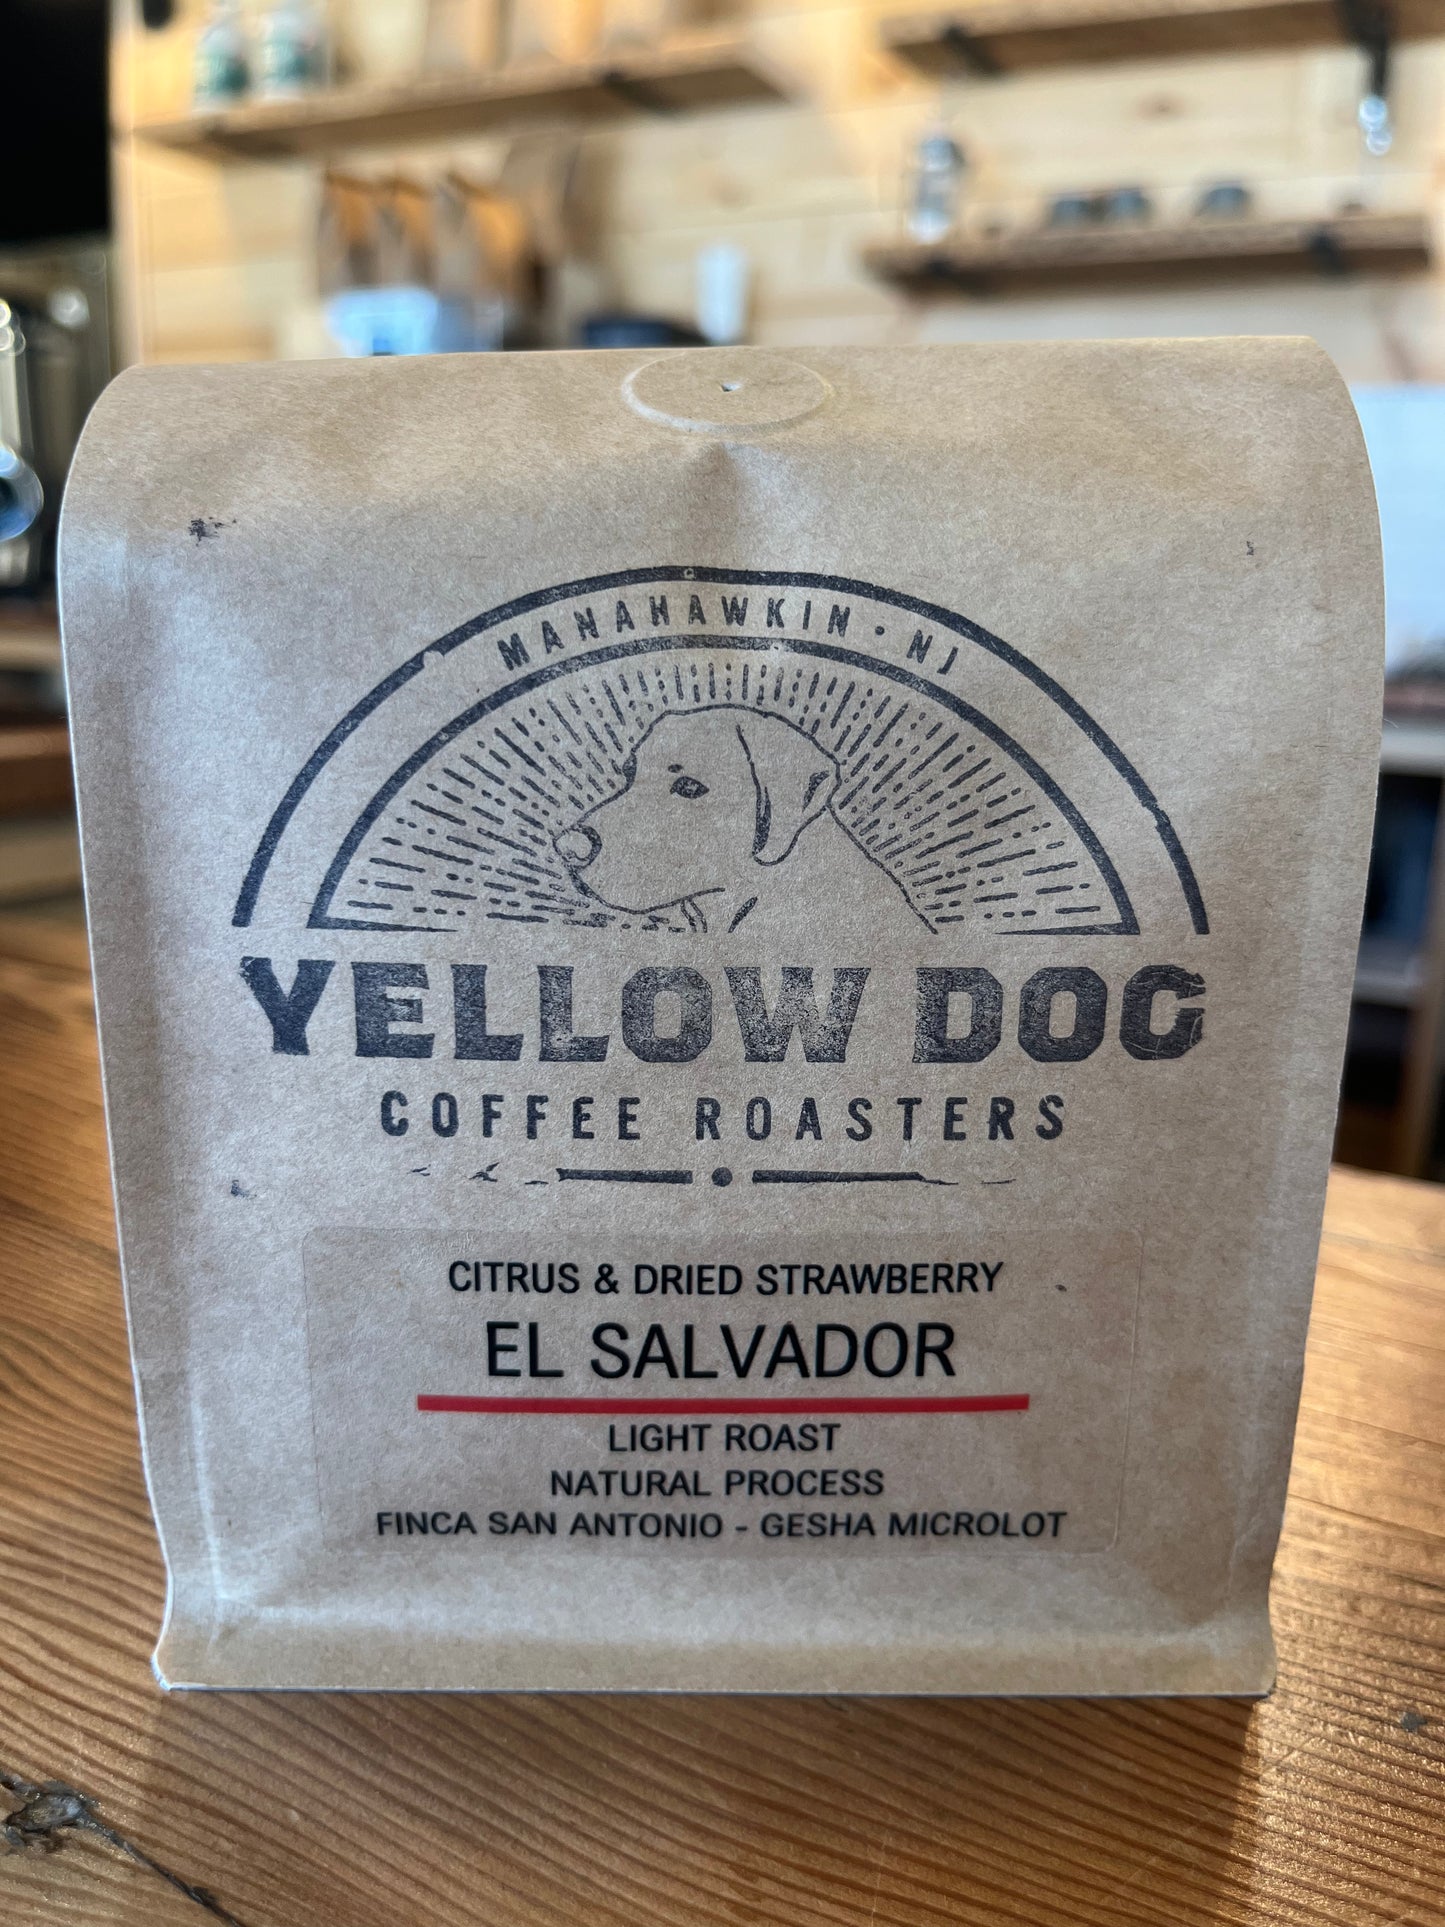 MANAHAWKIN • NJ
YELLOW DOG
COFFEE ROASTERS
CITRUS & DRIED STRAWBERRY
EL SALVADOR
LIGHT ROAST
NATURAL PROCESS
FINCA SAN ANTONIO - GESHA MICROLOT